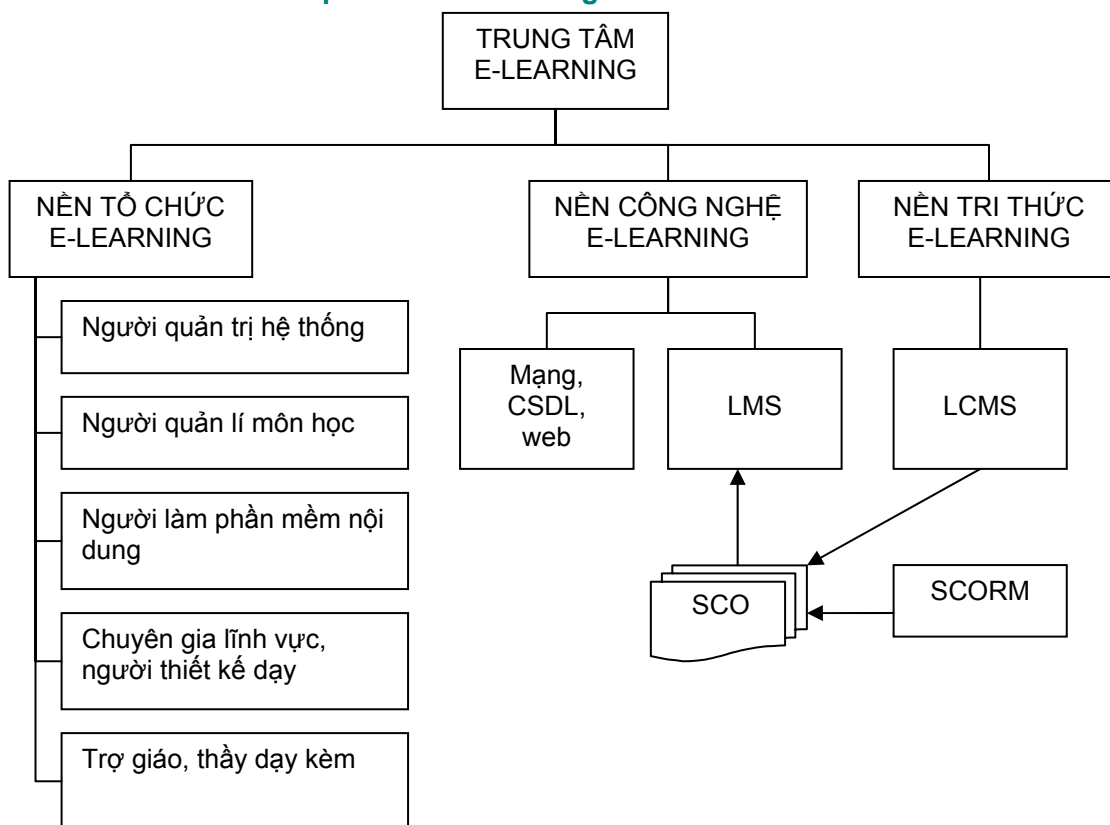 TRUNG TÂM
E-LEARNING
NỀN TỔ CHỨC
E-LEARNING
NỀN CÔNG NGHỆ
E-LEARNING
NỀN TRI THỨC
E-LEARNING
Người quản trị hệ thống
Người quản lí môn học
Người làm phần mềm nội
dung
Chuyên gia lĩnh vực,
người thiết kế dạy
Trợ giáo, thầy dạy kèm
Mạng,
CSDL,
web
LMS
LCMS
SCO
SCORM